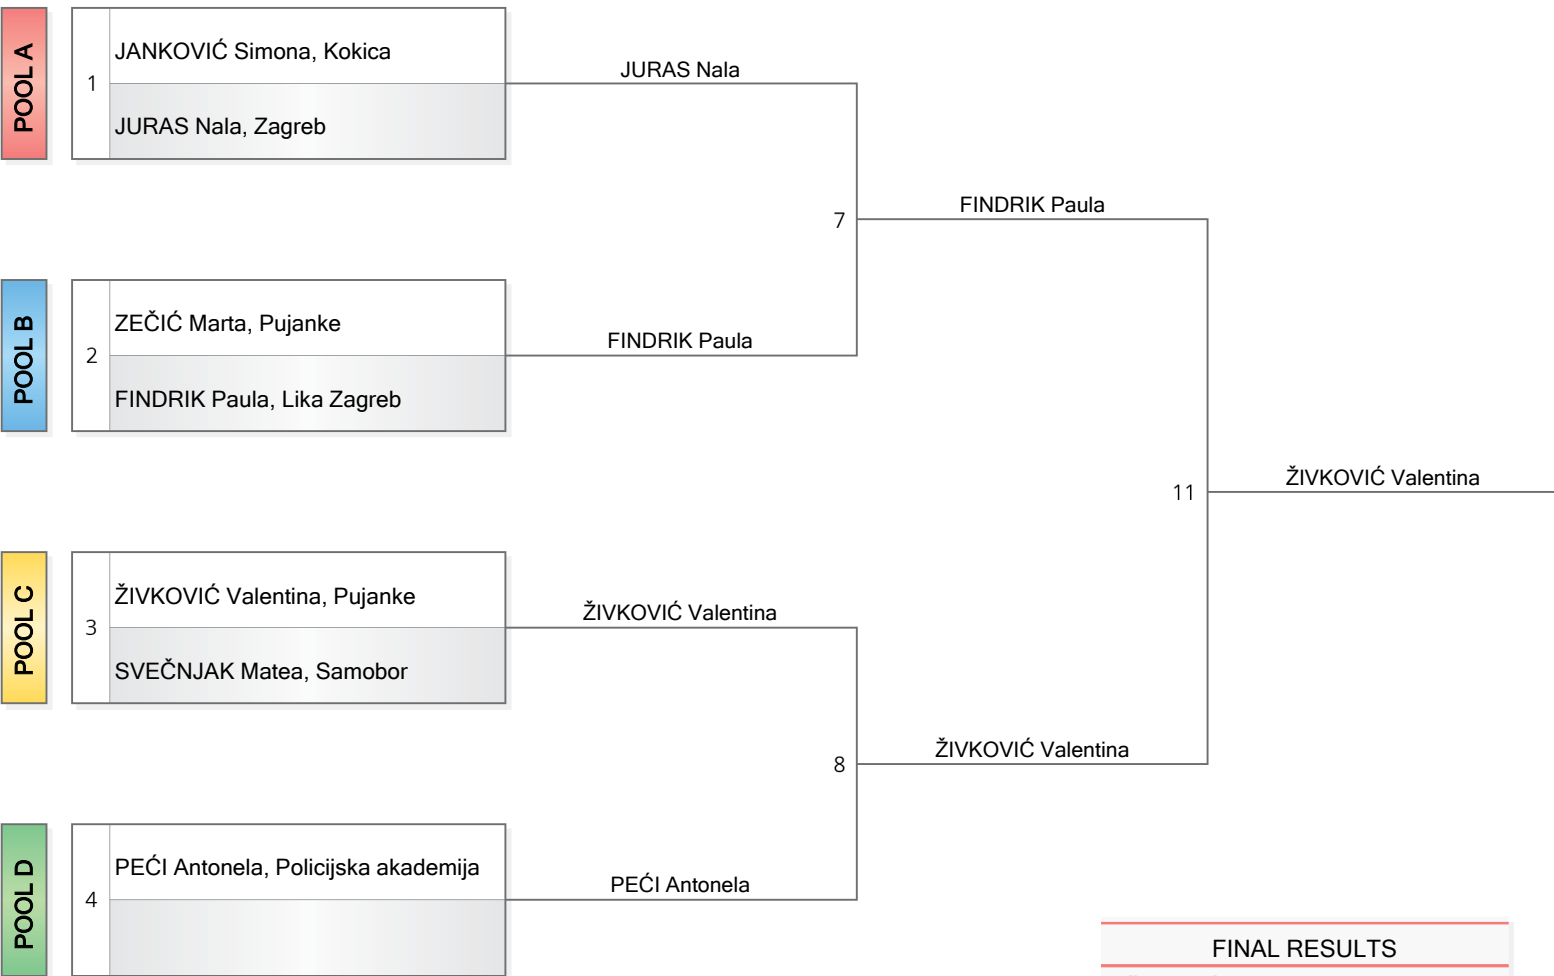 POOL A
1
JANKOVIĆ Simona, Kokica
JURAS Nala, Zagreb
JURAS Nala
7
FINDRIK Paula
POOL B
2
ZEČIĆ Marta, Pujanke
FINDRIK Paula, Lika Zagreb
FINDRIK Paula
11
ŽIVKOVIĆ Valentina
POOL C
3
ŽIVKOVIĆ Valentina, Pujanke
SVEČNJAK Matea, Samobor
ŽIVKOVIĆ Valentina
8
ŽIVKOVIĆ Valentina
POOL D
4
PEĆI Antonela, Policijska akademija
PEĆI Antonela
FINAL RESULTS